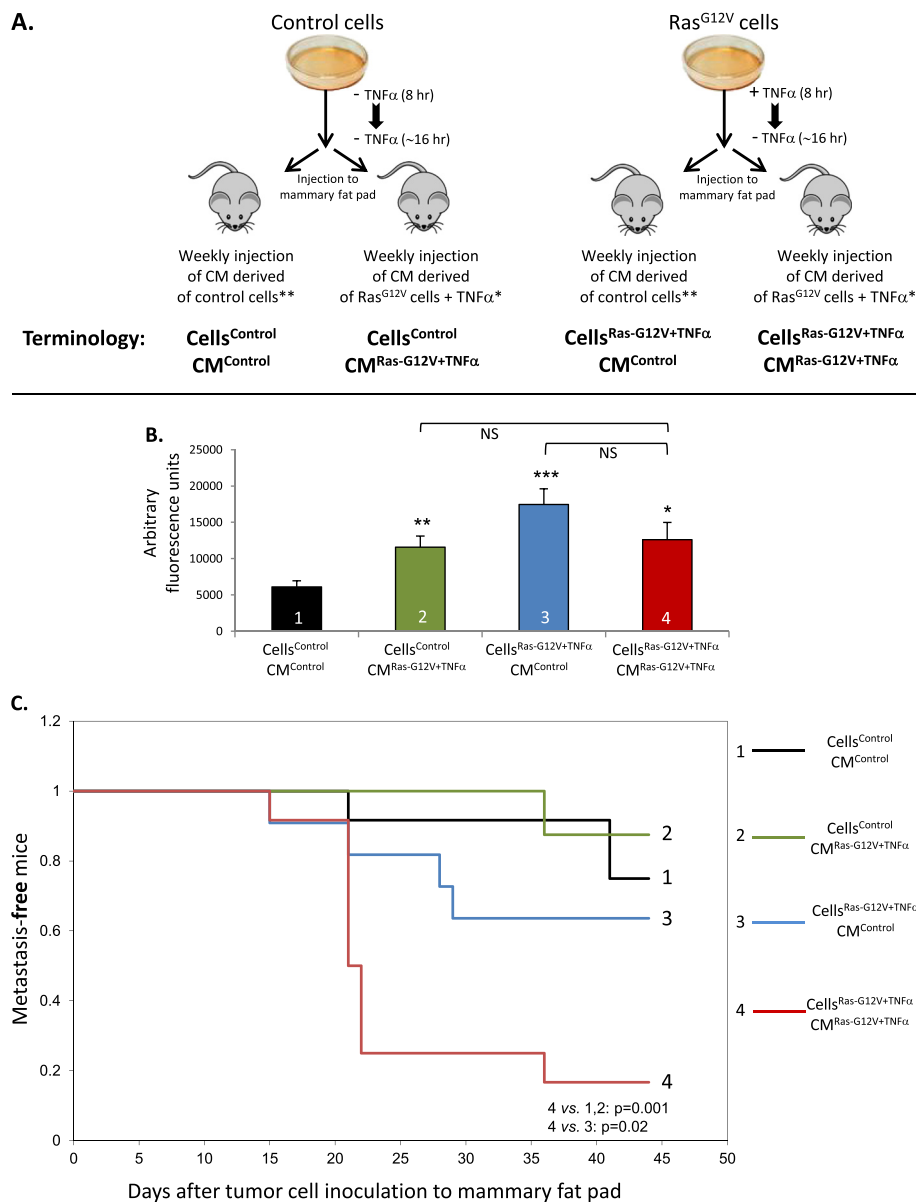 A.
Control cells
Ras^G12V cells
- TNFα (8 hr)
- TNFα (~16 hr)
+ TNFα (8 hr)
- TNFα (~16 hr)
Injection to
mammary fat pad
Injection to
mammary fat pad
Weekly injection
of CM derived
of control cells**
Weekly injection
of CM derived
of Ras^G12V cells + TNFα*
Weekly injection
of CM derived
of control cells**
Weekly injection
of CM derived
of Ras^G12V cells + TNFα*
Terminology:
Cells^Control
CM^Control
Cells^Control
CM^Ras-G12V+TNFα
Cells^Ras-G12V+TNFα
CM^Control
Cells^Ras-G12V+TNFα
CM^Ras-G12V+TNFα
B.
NS
NS
Arbitrary
fluorescence units
25000
20000
15000
10000
5000
0
**
***
*
1
2
3
4
Cells^Control
CM^Control
Cells^Control
CM^Ras-G12V+TNFα
Cells^Ras-G12V+TNFα
CM^Control
Cells^Ras-G12V+TNFα
CM^Ras-G12V+TNFα
C.
Metastasis-free mice
1.2
1
0.8
0.6
0.4
0.2
0
2
1
3
4
4 vs. 1,2: p=0.001
4 vs. 3: p=0.02
0 5 10 15 20 25 30 35 40 45 50
Days after tumor cell inoculation to mammary fat pad
1
Cells^Control
CM^Control
2
Cells^Control
CM^Ras-G12V+TNFα
3
Cells^Ras-G12V+TNFα
CM^Control
4
Cells^Ras-G12V+TNFα
CM^Ras-G12V+TNFα